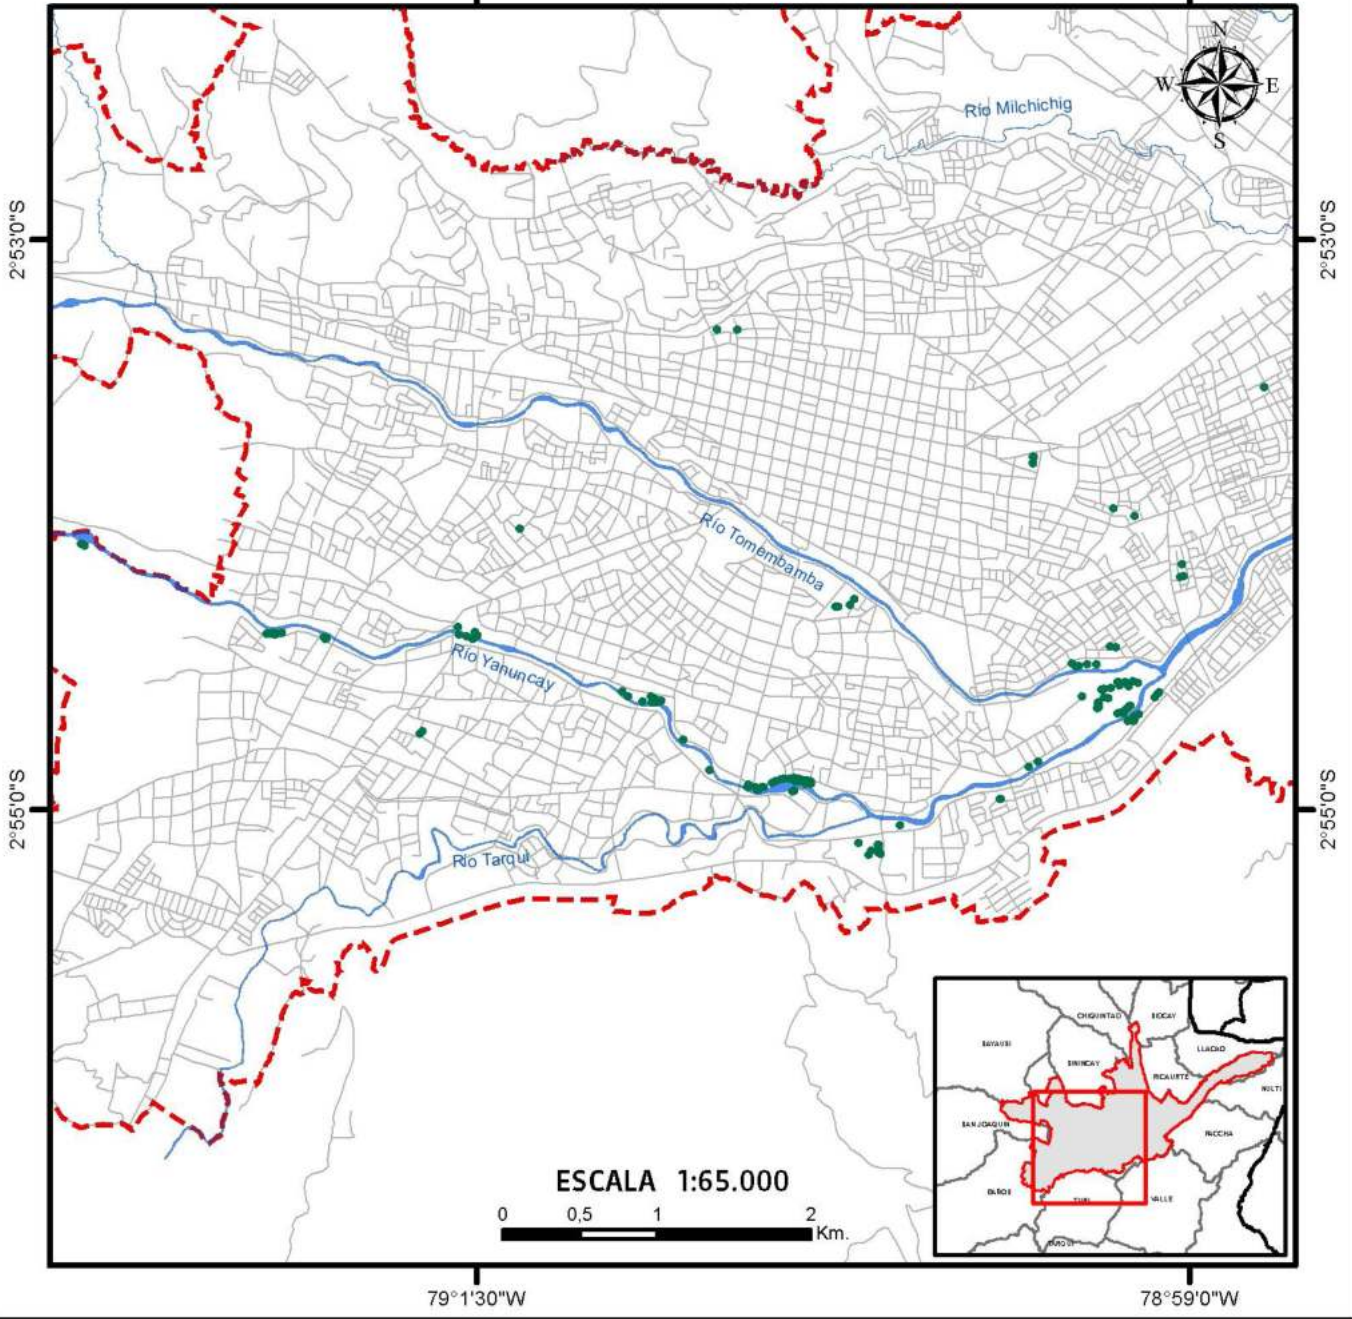 N
W E
S
Río Milchichig
2°53'0"S
2°53'0"S
Río Tomembamba
Río Yanuncay
2°55'0"S
2°55'0"S
Río Tarqui
CHIQUINTAD
SIDCAY
SAYAUSI
SININCAY
LLACAO
RICAURTE
NULTI
SAN JOAQUIN
PACCHA
BAÑOS
TURI
VALLE
TARQUI
ESCALA 1:65.000
0 0,5 1 2
Km.
79°1'30"W
78°59'0"W